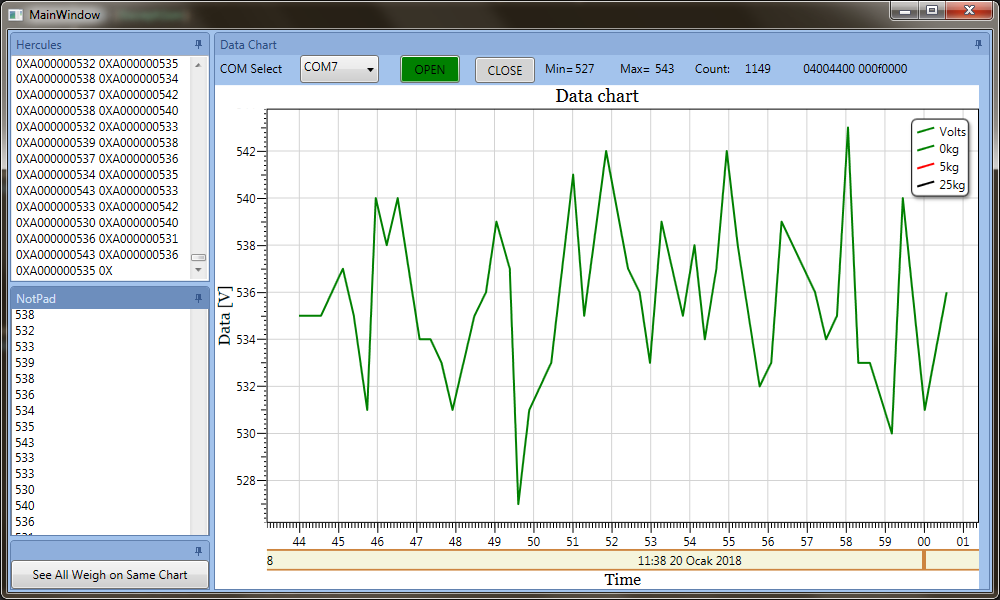 MainWindow
Hercules
0XA000000532 0XA000000535
0XA000000538 0XA000000534
0XA000000537 0XA000000542
0XA000000538 0XA000000540
0XA000000532 0XA000000533
0XA000000539 0XA000000538
0XA000000537 0XA000000536
0XA000000534 0XA000000535
0XA000000543 0XA000000533
0XA000000533 0XA000000542
0XA000000530 0XA000000540
0XA000000536 0XA000000531
0XA000000543 0XA000000536
0XA000000535 0X
NotPad
538
532
533
539
538
536
534
535
543
533
533
530
540
536
See All Weigh on Same Chart
Data Chart
COM Select COM7 OPEN CLOSE Min= 527 Max= 543 Count: 1149 04004400 000f0000
Data chart
Volts
0kg
5kg
25kg
Data [V]
542
540
538
536
534
532
530
528
44 45 46 47 48 49 50 51 52 53 54 55 56 57 58 59 00 01
8 11:38 20 Ocak 2018
Time